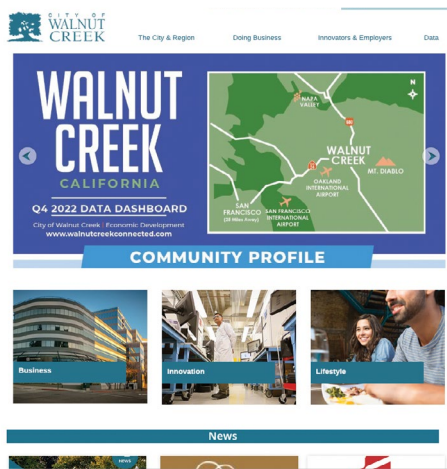 CITY OF
WALNUT
CREEK
The City & Region
Doing Business
Innovators & Employers
Data
WALNUT
CREEK
CALIFORNIA
Q4 2022 DATA DASHBOARD
City of Walnut Creek | Economic Development
www.walnutcreekconnected.com
N
NAPA
VALLEY
680
WALNUT
CREEK
MT. DIABLO
OAKLAND
INTERNATIONAL
AIRPORT
SAN
FRANCISCO
(25 Miles Away)
SAN FRANCISCO
INTERNATIONAL
AIRPORT
COMMUNITY PROFILE
Business
Innovation
Lifestyle
News
NEWS